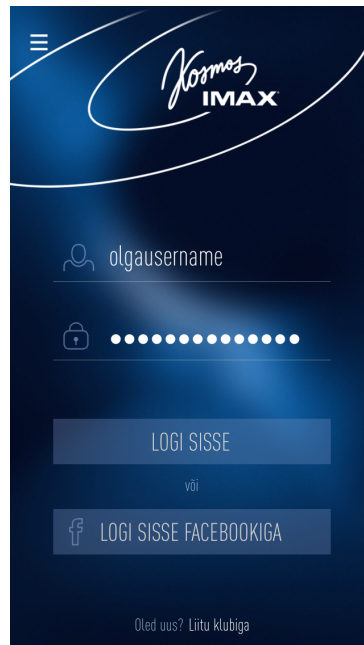 Kosmos
IMAX
olgausername
••••••••••••••
LOGI SISSE
või
LOGI SISSE FACEBOOKIGA
Oled uus? Liitu klubiga